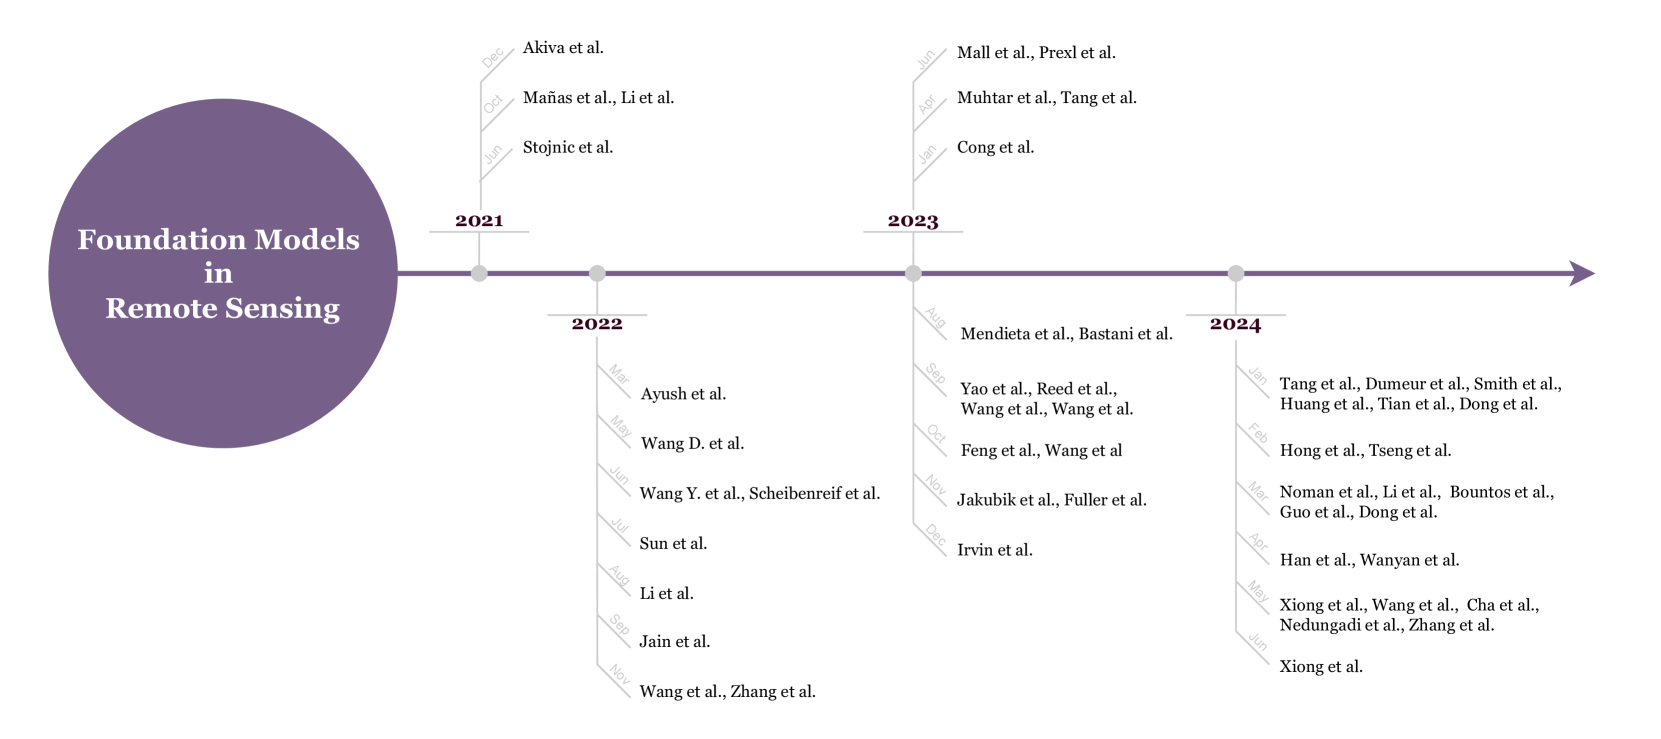 Foundation Models
in
Remote Sensing
2021
Dec
Akiva et al.
Oct
Mañas et al., Li et al.
Jun
Stojnic et al.
2022
Mar
Ayush et al.
May
Wang D. et al.
Jun
Wang Y. et al., Scheibenreif et al.
Jul
Sun et al.
Aug
Li et al.
Sep
Jain et al.
Nov
Wang et al., Zhang et al.
2023
Jun
Mall et al., Prexl et al.
Apr
Muhtar et al., Tang et al.
Jan
Cong et al.
Aug
Mendieta et al., Bastani et al.
Sep
Yao et al., Reed et al.,
Wang et al., Wang et al.
Oct
Feng et al., Wang et al
Nov
Jakubik et al., Fuller et al.
Dec
Irvin et al.
2024
Jan
Tang et al., Dumeur et al., Smith et al.,
Huang et al., Tian et al., Dong et al.
Feb
Hong et al., Tseng et al.
Mar
Noman et al., Li et al.,  Bountos et al.,
Guo et al., Dong et al.
Apr
Han et al., Wanyan et al.
May
Xiong et al., Wang et al.,  Cha et al.,
Nedungadi et al., Zhang et al.
Jun
Xiong et al.